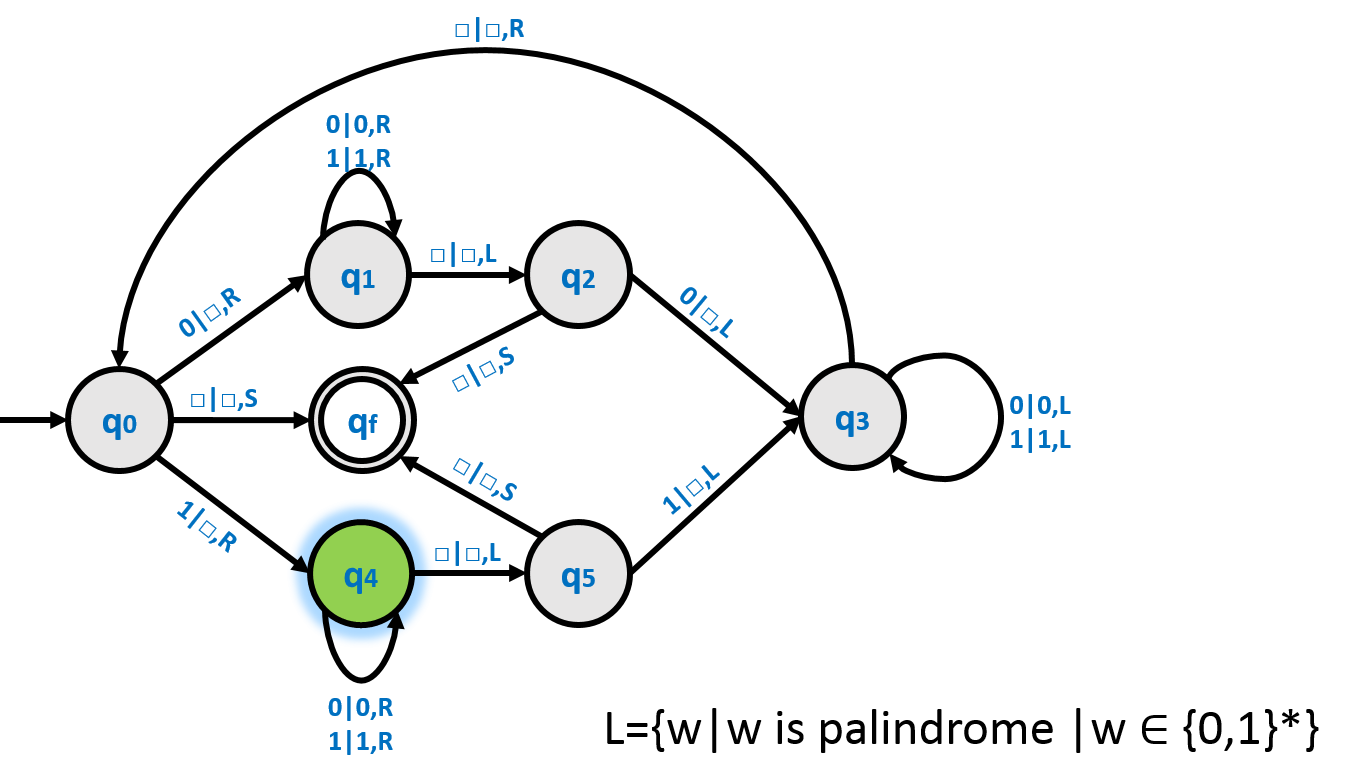 □|□,R
0|0,R
1|1,R
□|□,L
q1
q2
0|□,R
0|□,L
□|□,S
□|□,S
q0
qf
q3
0|0,L
1|1,L
□|□,S
1|□,R
1|□,L
□|□,L
q4
q5
0|0,R
1|1,R
L={w|w is palindrome |w ∈ {0,1}*}